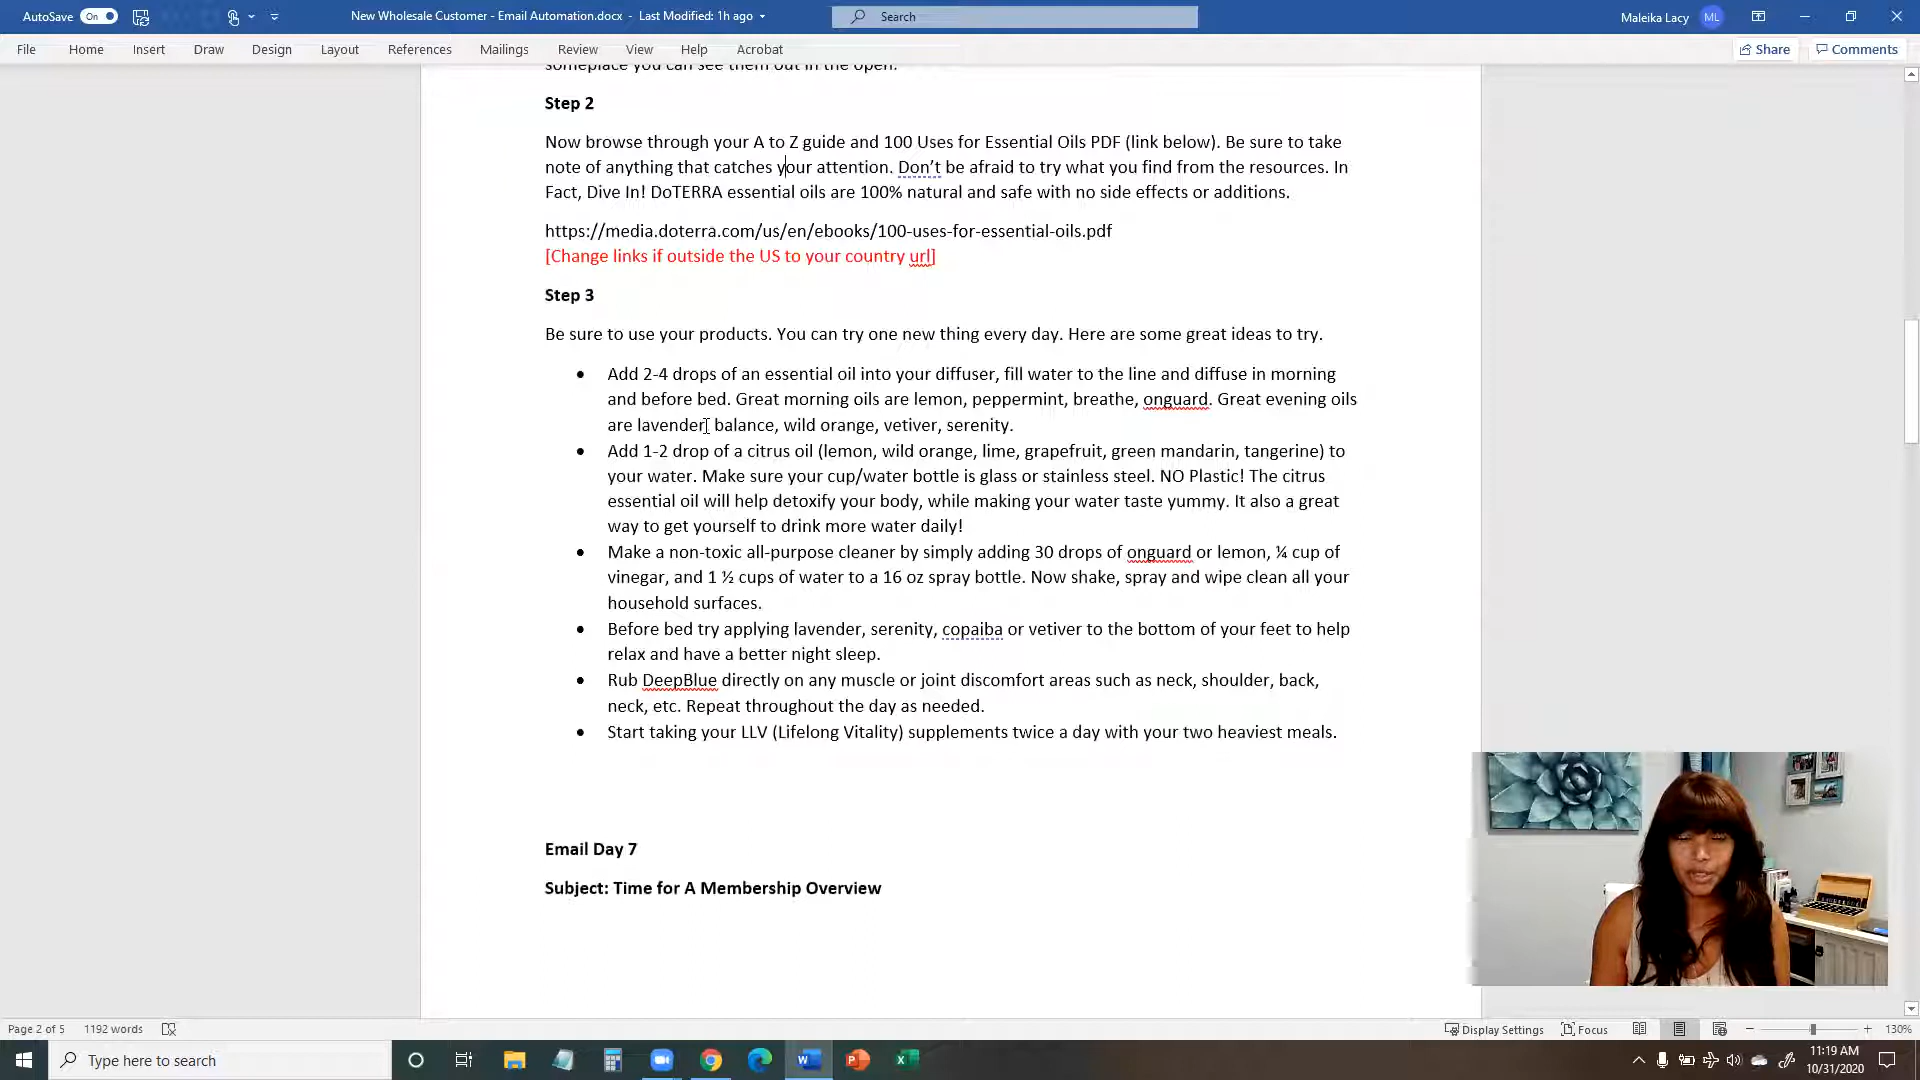 AutoSave On New Wholesale Customer - Email Automation.docx - Last Modified: 1h ago Search Maleika Lacy ML
File Home Insert Draw Design Layout References Mailings Review View Help Acrobat Share Comments
someplace you can see them out in the open.
Step 2
Now browse through your A to Z guide and 100 Uses for Essential Oils PDF (link below). Be sure to take
note of anything that catches your attention. Don’t be afraid to try what you find from the resources. In
Fact, Dive In! DoTERRA essential oils are 100% natural and safe with no side effects or additions.
https://media.doterra.com/us/en/ebooks/100-uses-for-essential-oils.pdf
[Change links if outside the US to your country url]
Step 3
Be sure to use your products. You can try one new thing every day. Here are some great ideas to try.
• Add 2-4 drops of an essential oil into your diffuser, fill water to the line and diffuse in morning
and before bed. Great morning oils are lemon, peppermint, breathe, onguard. Great evening oils
are lavender, balance, wild orange, vetiver, serenity.
• Add 1-2 drop of a citrus oil (lemon, wild orange, lime, grapefruit, green mandarin, tangerine) to
your water. Make sure your cup/water bottle is glass or stainless steel. NO Plastic! The citrus
essential oil will help detoxify your body, while making your water taste yummy. It also a great
way to get yourself to drink more water daily!
• Make a non-toxic all-purpose cleaner by simply adding 30 drops of onguard or lemon, ¼ cup of
vinegar, and 1 ½ cups of water to a 16 oz spray bottle. Now shake, spray and wipe clean all your
household surfaces.
• Before bed try applying lavender, serenity, copaiba or vetiver to the bottom of your feet to help
relax and have a better night sleep.
• Rub DeepBlue directly on any muscle or joint discomfort areas such as neck, shoulder, back,
neck, etc. Repeat throughout the day as needed.
• Start taking your LLV (Lifelong Vitality) supplements twice a day with your two heaviest meals.
Email Day 7
Subject: Time for A Membership Overview
Page 2 of 5 1192 words Display Settings Focus 130%
Type here to search 11:19 AM
10/31/2020